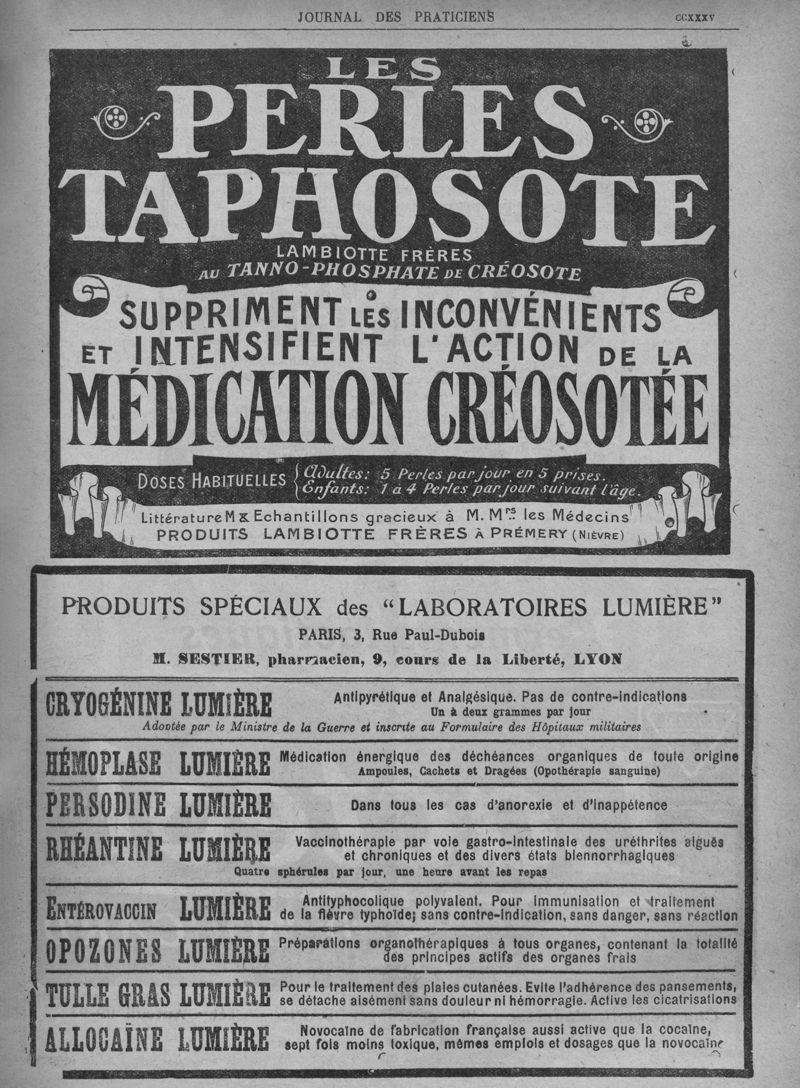 JOURNAL DES PRATICIENS CCXXXV
LES
PERLES
TAPHOSOTE
LAMBIOTTE FRÈRES
AU TANNO-PHOSPHATE DE CRÉOSOTE
SUPPRIMENT LES INCONVÉNIENTS
ET INTENSIFIENT L'ACTION DE LA
MÉDICATION CRÉOSOTÉE
DOSES HABITUELLES { Adultes: 5 Perles par jour en 5 prises.
Enfants: 1 à 4 Perles par jour suivant l'âge.
Littérature M & Echantillons gracieux à M. Mrs. les Médecins
PRODUITS LAMBIOTTE FRÈRES À PRÉMERY (NIÈVRE)
PRODUITS SPÉCIAUX des "LABORATOIRES LUMIÈRE"
PARIS, 3, Rue Paul-Dubois
M. SESTIER, pharmacien, 9, cours de la Liberté, LYON
CRYOGÉNINE LUMIÈRE Antipyrétique et Analgésique. Pas de contre-indications
Un à deux grammes par jour
Adoptée par le Ministre de la Guerre et inscrite au Formulaire des Hôpitaux militaires
HÉMOPLASE LUMIÈRE Médication énergique des déchéances organiques de toute origine
Ampoules, Cachets et Dragées (Opothérapie sanguine)
PERSODINE LUMIÈRE Dans tous les cas d'anorexie et d'inappétence
RHÉANTINE LUMIÈRE Vaccinothérapie par voie gastro-intestinale des uréthrites aiguës
et chroniques et des divers états blennorrhagiques
Quatre sphérules par jour, une heure avant les repas
ENTÉROVACCIN LUMIÈRE Antityphocolique polyvalent. Pour immunisation et traitement
de la fièvre typhoïde; sans contre-indication, sans danger, sans réaction
OPOZONES LUMIÈRE Préparations organothérapiques à tous organes, contenant la totalité
des principes actifs des organes frais
TULLE GRAS LUMIÈRE Pour le traitement des plaies cutanées. Evite l'adhérence des pansements,
se détache aisément sans douleur ni hémorragie. Active les cicatrisations
ALLOCAÏNE LUMIÈRE Novocaïne de fabrication française aussi active que la cocaïne,
sept fois moins toxique, mêmes emplois et dosages que la novocaïne